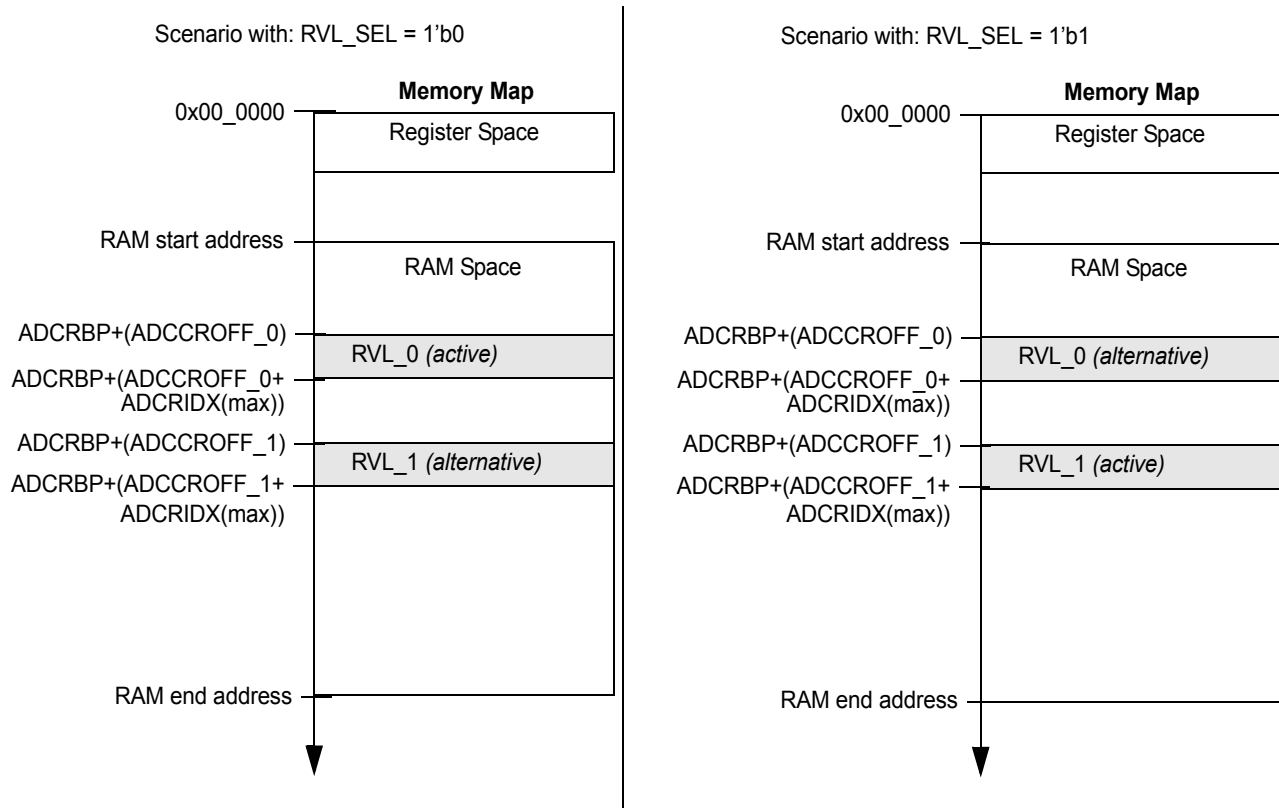 Scenario with: RVL_SEL = 1’b0
Memory Map
0x00_0000
Register Space
RAM start address
RAM Space
ADCRBP+(ADCCROFF_0)
RVL_0 (active)
ADCRBP+(ADCCROFF_0+
ADCRIDX(max))
ADCRBP+(ADCCROFF_1)
RVL_1 (alternative)
ADCRBP+(ADCCROFF_1+
ADCRIDX(max))
RAM end address
Scenario with: RVL_SEL = 1’b1
Memory Map
0x00_0000
Register Space
RAM start address
RAM Space
ADCRBP+(ADCCROFF_0)
RVL_0 (alternative)
ADCRBP+(ADCCROFF_0+
ADCRIDX(max))
ADCRBP+(ADCCROFF_1)
RVL_1 (active)
ADCRBP+(ADCCROFF_1+
ADCRIDX(max))
RAM end address